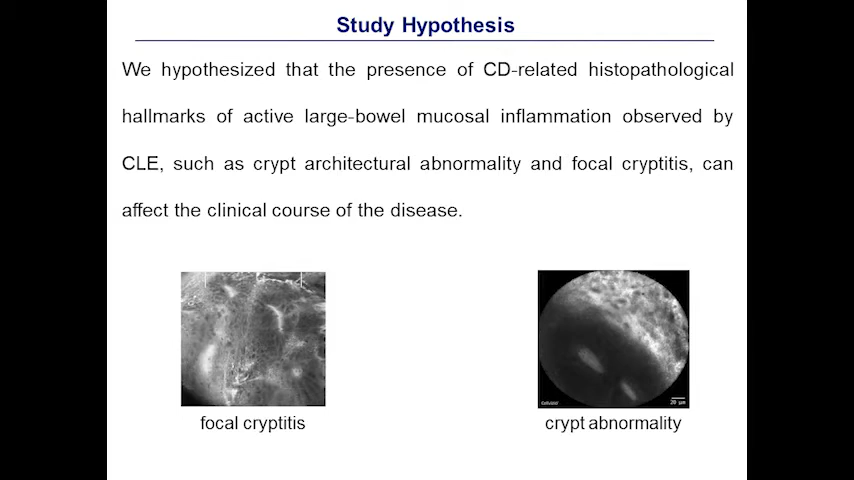 Study Hypothesis
We hypothesized that the presence of CD-related histopathological
hallmarks of active large-bowel mucosal inflammation observed by
CLE, such as crypt architectural abnormality and focal cryptitis, can
affect the clinical course of the disease.
20 µm
focal cryptitis
crypt abnormality